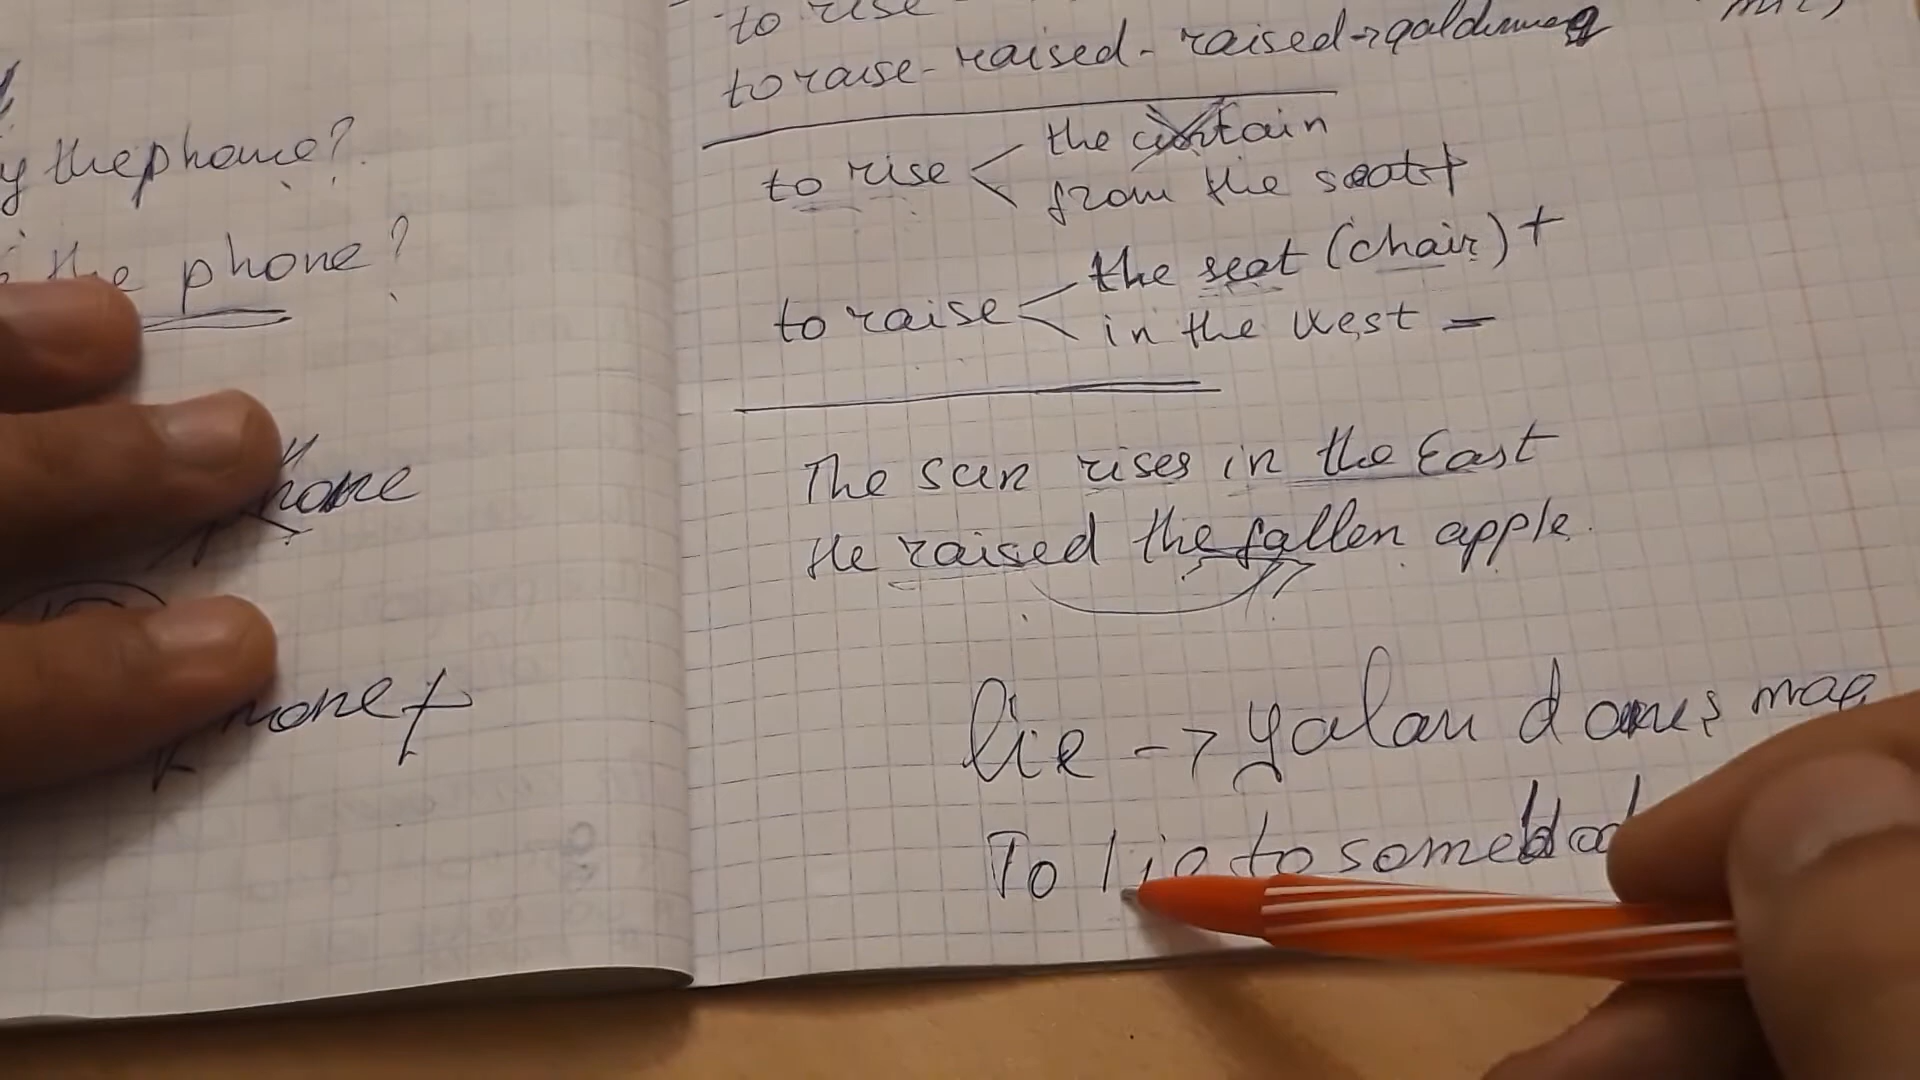 y the phone?
the phone?
phone
to rise
to raise - raised - raised → qaldırmaq
to rise < the curtain
from the seat +
to raise < the seat (chair) +
in the west -
The sun rises in the East
He raised the fallen apple.
lie → yalan danışmaq
To lie to somebod